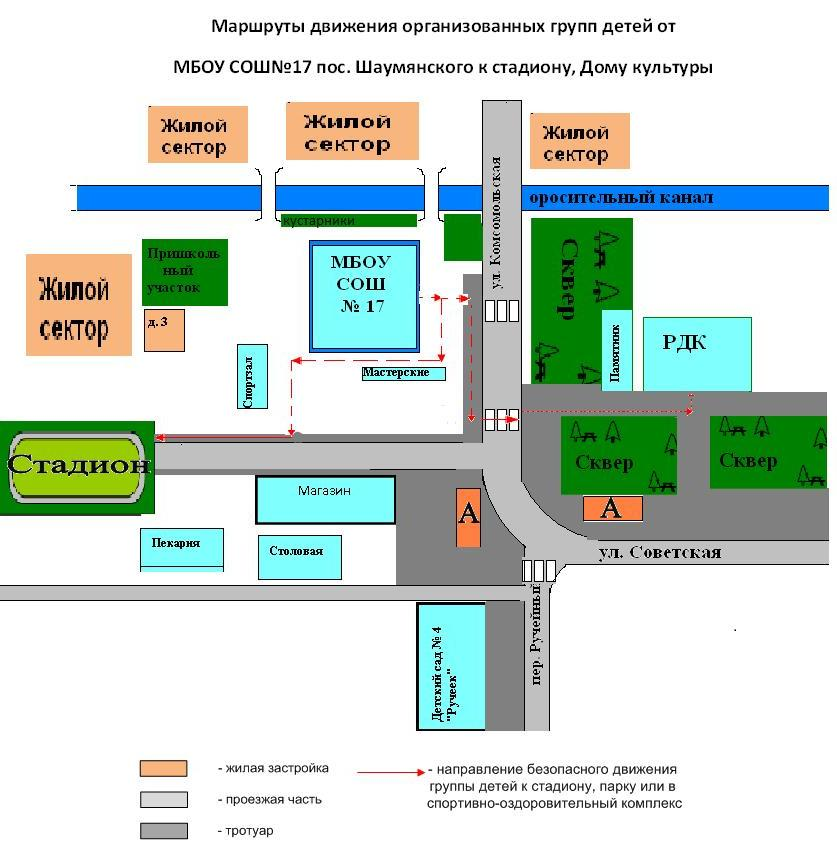 Маршруты движения организованных групп детей от
МБОУ СОШ№17 пос. Шаумянского к стадиону, Дому культуры
Жилой
сектор
Жилой
сектор
Жилой
сектор
ул. Комсомольская
оросительный канал
кустарники
Жилой
сектор
Пришколь
ный
участок
д. 3
МБОУ
СОШ
№ 17
Сквер
Памятник
РДК
Спортзал
Мастерские
Стадион
Сквер
Сквер
Магазин
А
А
Пекария
Столовая
ул. Советская
пер. Ручейный
Детский сад № 4
"Ручеек"
- жилая застройка
- проезжая часть
- тротуар
- направление безопасного движения
группы детей к стадиону, парку или в
спортивно-оздоровительный комплекс